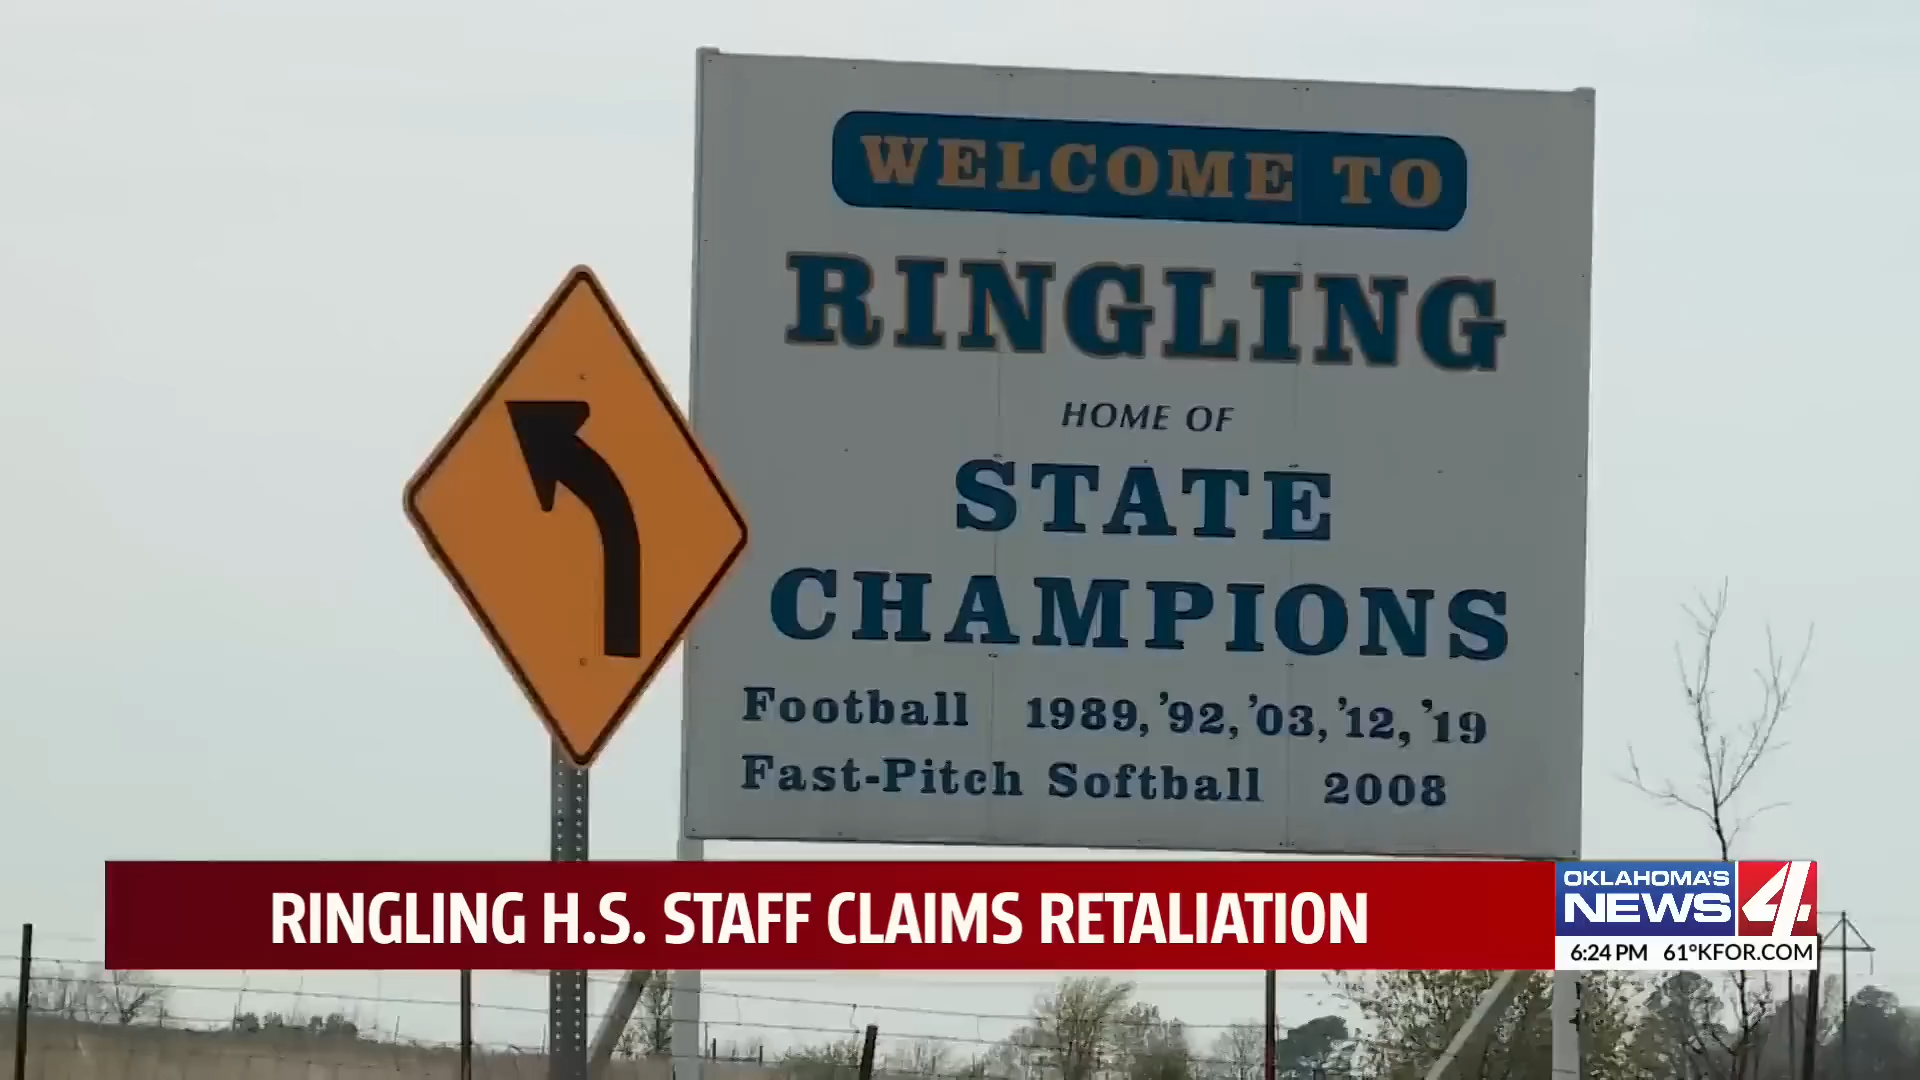 WELCOME TO
RINGLING
HOME OF
STATE
CHAMPIONS
Football 1989, '92, '03, '12, '19
Fast-Pitch Softball 2008
RINGLING H.S. STAFF CLAIMS RETALIATION
OKLAHOMA'S
NEWS 4
6:24 PM 61° KFOR.COM